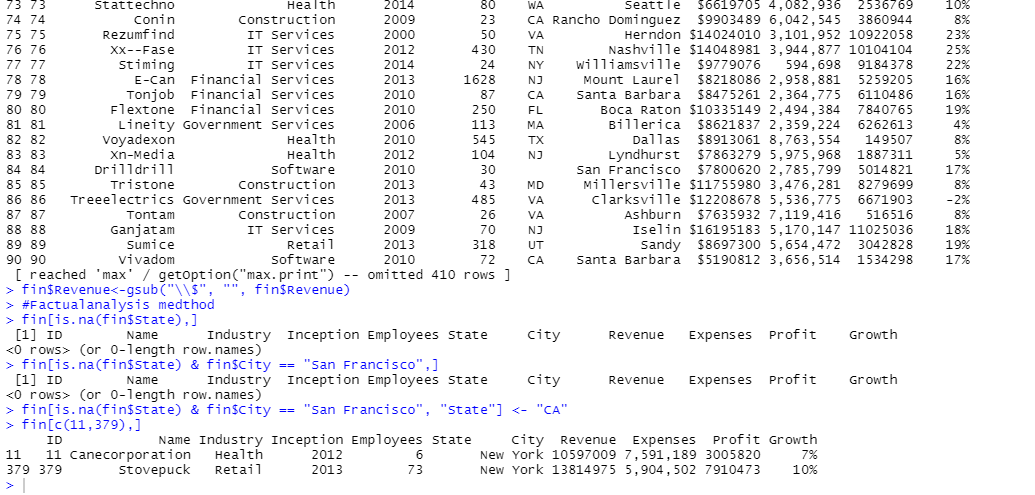 73 73 Stattechno Health 2014 80 WA Seattle $6619705 4,082,936 2536769 10%
74 74 Conin Construction 2009 23 CA Rancho Dominguez $9903489 6,042,545 3860944 8%
75 75 Rezumfind IT Services 2000 50 VA Herndon $14024010 3,101,952 10922058 23%
76 76 Xx--Fase IT Services 2012 430 TN Nashville $14048981 3,944,877 10104104 25%
77 77 Stiming IT Services 2014 24 NY Williamsville $9779076 594,698 9184378 22%
78 78 E-Can Financial Services 2013 1628 NJ Mount Laurel $8218086 2,958,881 5259205 16%
79 79 Tonjob Financial Services 2010 87 CA Santa Barbara $8475261 2,364,775 6110486 16%
80 80 Flextone Financial Services 2010 250 FL Boca Raton $10335149 2,494,384 7840765 19%
81 81 Lineity Government Services 2006 113 MA Billerica $8621837 2,359,224 6262613 4%
82 82 Voyadexon Health 2010 545 TX Dallas $8913061 8,763,554 149507 8%
83 83 Xn-Media Health 2012 104 NJ Lyndhurst $7863279 5,975,968 1887311 5%
84 84 Drilldrill Software 2010 30 San Francisco $7800620 2,785,799 5014821 17%
85 85 Tristone Construction 2013 43 MD Millersville $11755980 3,476,281 8279699 8%
86 86 Treeelectrics Government Services 2013 485 VA Clarksville $12208678 5,536,775 6671903 -2%
87 87 Tontam Construction 2007 26 VA Ashburn $7635932 7,119,416 516516 8%
88 88 Ganjatam IT Services 2009 70 NJ Iselin $16195183 5,170,147 11025036 18%
89 89 Sumice Retail 2013 318 UT Sandy $8697300 5,654,472 3042828 19%
90 90 Vivadom Software 2010 72 CA Santa Barbara $5190812 3,656,514 1534298 17%
[ reached 'max' / getOption("max.print") -- omitted 410 rows ]
> fin$Revenue<-gsub("\\$", "", fin$Revenue)
> #Factualanalysis medthod
> fin[is.na(fin$State),]
[1] ID Name Industry Inception Employees State City Revenue Expenses Profit Growth
<0 rows> (or 0-length row.names)
> fin[is.na(fin$State) & fin$City == "San Francisco",]
[1] ID Name Industry Inception Employees State City Revenue Expenses Profit Growth
<0 rows> (or 0-length row.names)
> fin[is.na(fin$State) & fin$City == "San Francisco", "State"] <- "CA"
> fin[c(11,379),]
ID Name Industry Inception Employees State City Revenue Expenses Profit Growth
11 11 Canecorporation Health 2012 6 New York 10597009 7,591,189 3005820 7%
379 379 Stovepuck Retail 2013 73 New York 13814975 5,904,502 7910473 10%
>